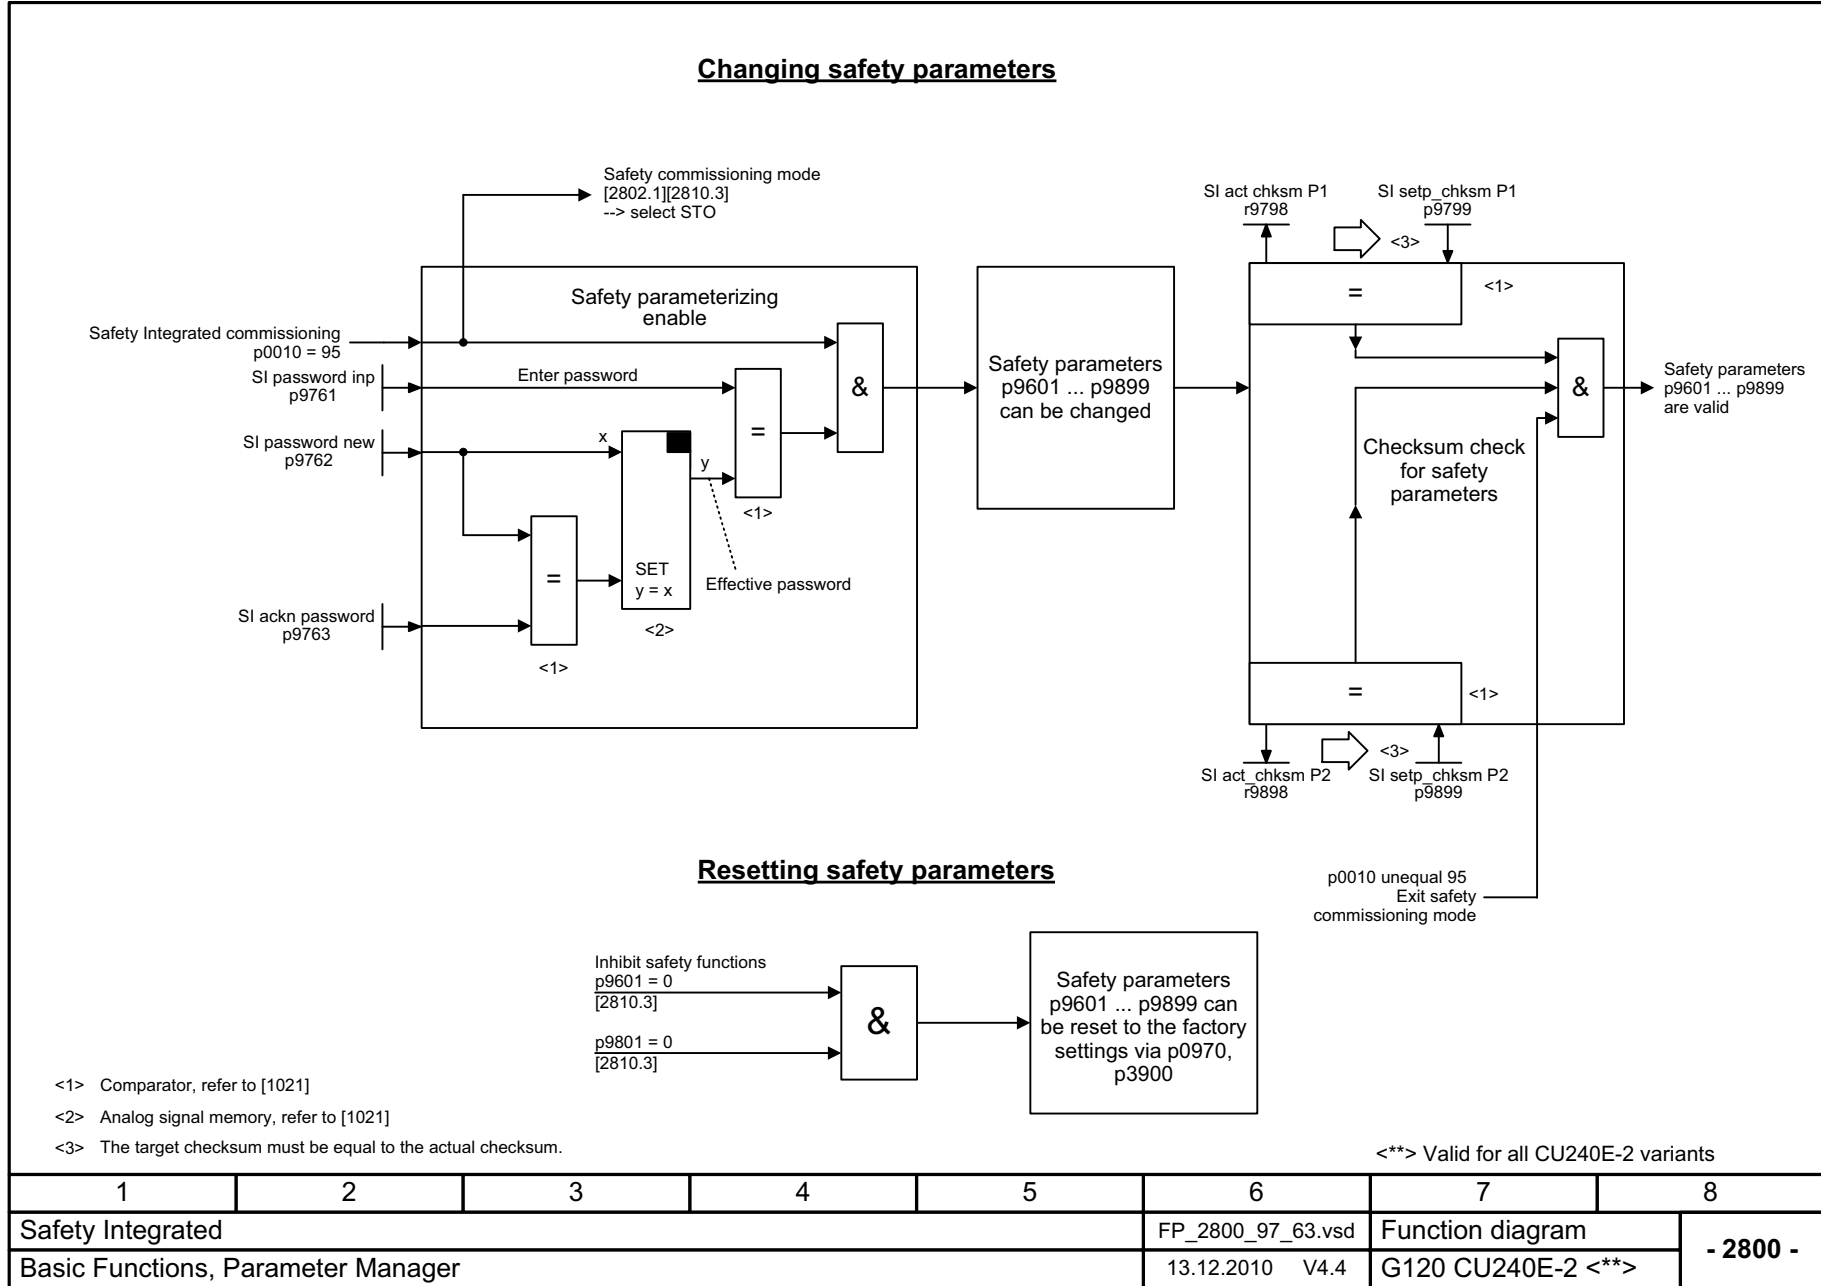 Changing safety parameters
Safety commissioning mode
[2802.1][2810.3]
--> select STO
SI act chksm P1
r9798
SI setp_chksm P1
p9799
<3>
Safety parameterizing
enable
=
<1>
Safety Integrated commissioning
p0010 = 95
SI password inp
p9761
Enter password
&
=
<1>
SI password new
p9762
x
y
SET
y = x
<2>
Effective password
=
<1>
SI ackn password
p9763
Safety parameters
p9601 ... p9899
can be changed
&
Safety parameters
p9601 ... p9899
are valid
Checksum check
for safety
parameters
=
<1>
<3>
SI act_chksm P2
r9898
SI setp_chksm P2
p9899
p0010 unequal 95
Exit safety
commissioning mode
Resetting safety parameters
Inhibit safety functions
p9601 = 0
[2810.3]
p9801 = 0
[2810.3]
&
Safety parameters
p9601 ... p9899 can
be reset to the factory
settings via p0970,
p3900
<1> Comparator, refer to [1021]
<2> Analog signal memory, refer to [1021]
<3> The target checksum must be equal to the actual checksum.
<**> Valid for all CU240E-2 variants
1 2 3 4 5 6 7 8
Safety Integrated
FP_2800_97_63.vsd
Function diagram
- 2800 -
Basic Functions, Parameter Manager
13.12.2010 V4.4
G120 CU240E-2 <**>